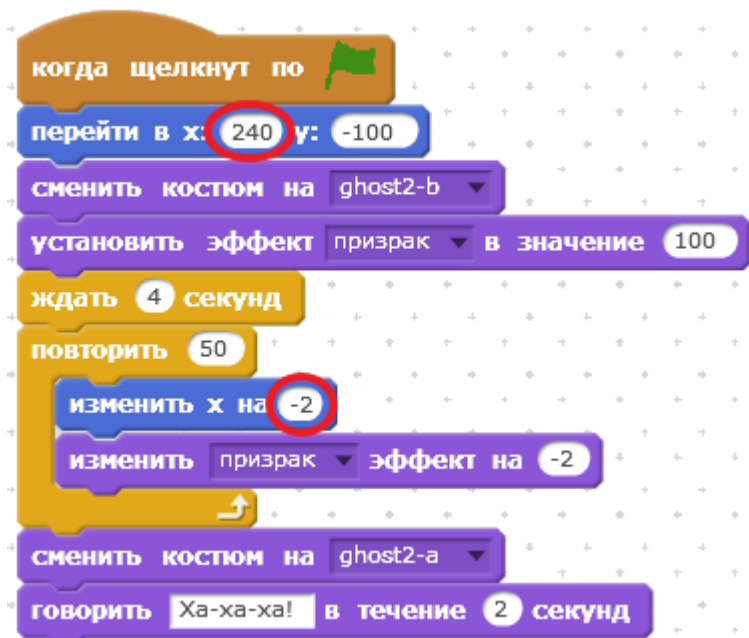 когда щелкнут по
перейти в x: 240 y: -100
сменить костюм на ghost2-b
установить эффект призрак в значение 100
ждать 4 секунд
повторить 50
изменить x на -2
изменить призрак эффект на -2
сменить костюм на ghost2-a
говорить Ха-ха-ха! в течение 2 секунд